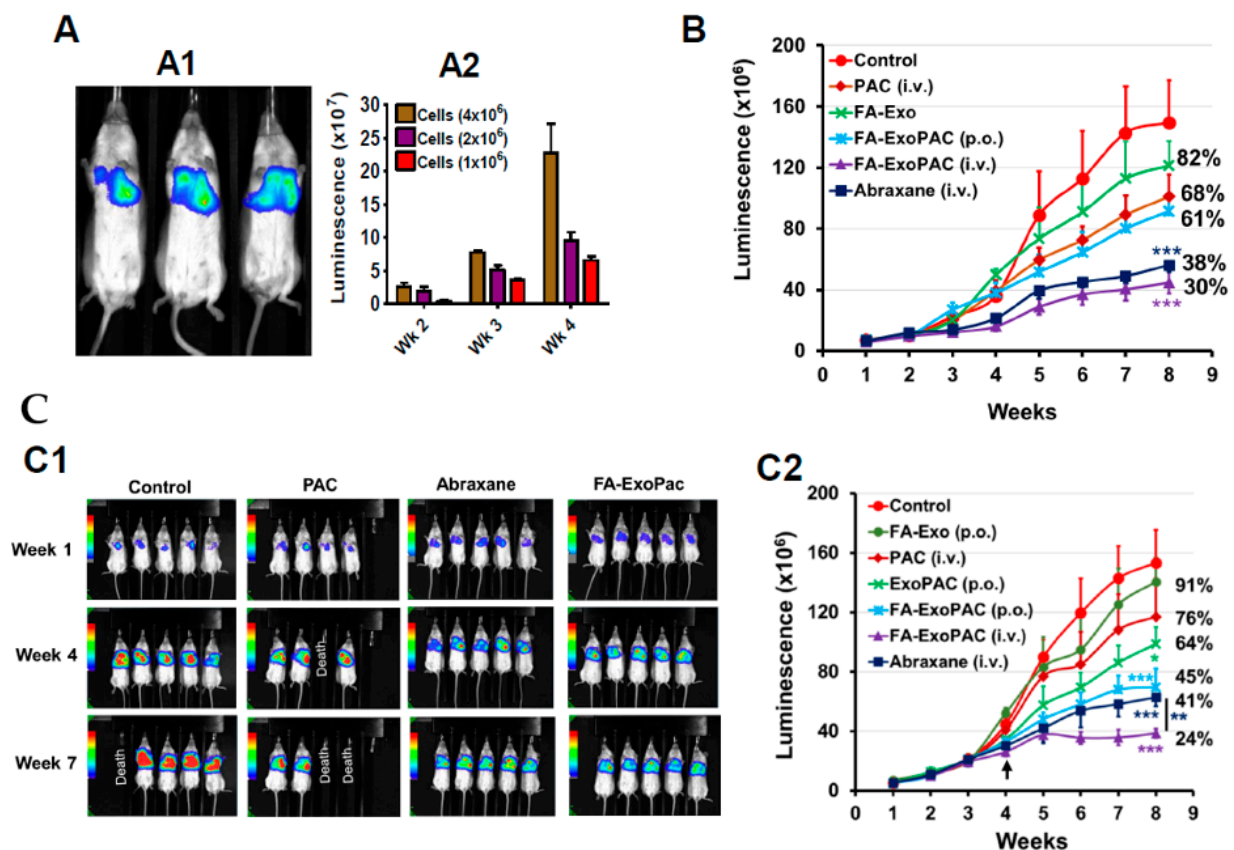 A
A1
A2
Luminescence (x10⁷)
30
25
20
15
10
5
0
Cells (4x10⁶)
Cells (2x10⁶)
Cells (1x10⁶)
Wk 2
Wk 3
Wk 4
B
Luminescence (x10⁶)
200
160
120
80
40
0
Control
PAC (i.v.)
FA-Exo
FA-ExoPAC (p.o.)
FA-ExoPAC (i.v.)
Abraxane (i.v.)
82%
68%
61%
*** 38%
30%
***
0 1 2 3 4 5 6 7 8 9
Weeks
C
C1
Control PAC Abraxane FA-ExoPac
Week 1
Week 4
Death
Week 7
Death
Death
Death
C2
Luminescence (x10⁶)
200
160
120
80
40
0
Control
FA-Exo (p.o.)
PAC (i.v.)
ExoPAC (p.o.)
FA-ExoPAC (p.o.)
FA-ExoPAC (i.v.)
Abraxane (i.v.)
91%
76%
64%
*
45%
***
41%
*** **
24%
***
0 1 2 3 4 5 6 7 8 9
Weeks